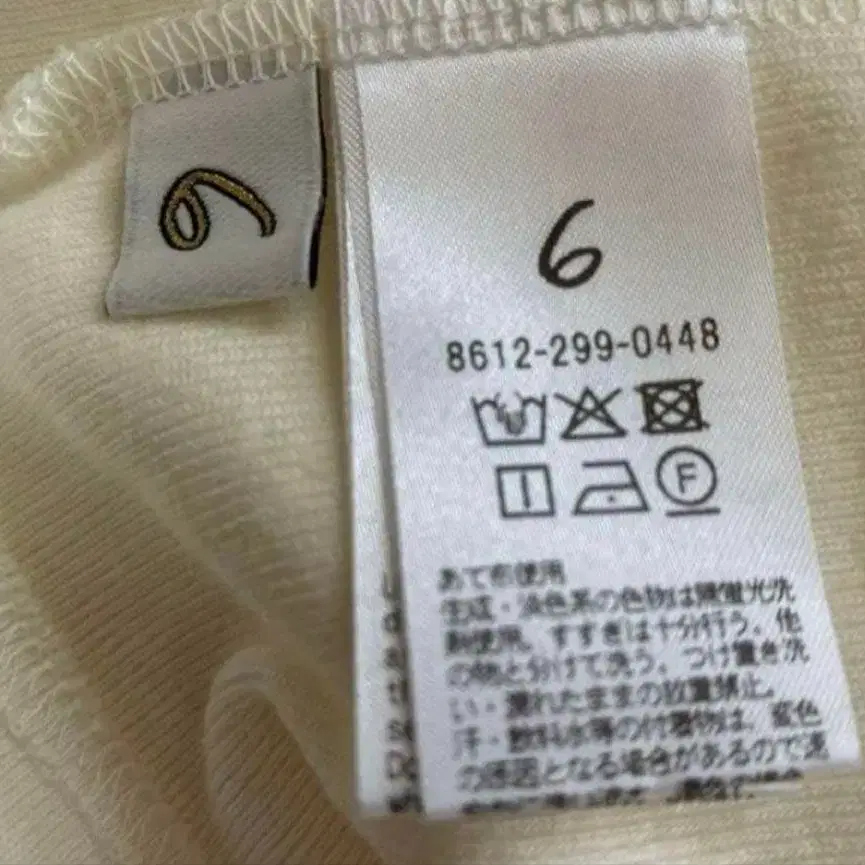 6
6
8612-299-0448
F
あて布使用
生成・淡色系の色物は無蛍光洗
剤使用。すすぎは十分行う。他
の物と分けて洗う。つけ置き洗
い・濡れたままの放置禁止。
汗・飲料水等の付着物は、変色
の原因となる場合があるので速